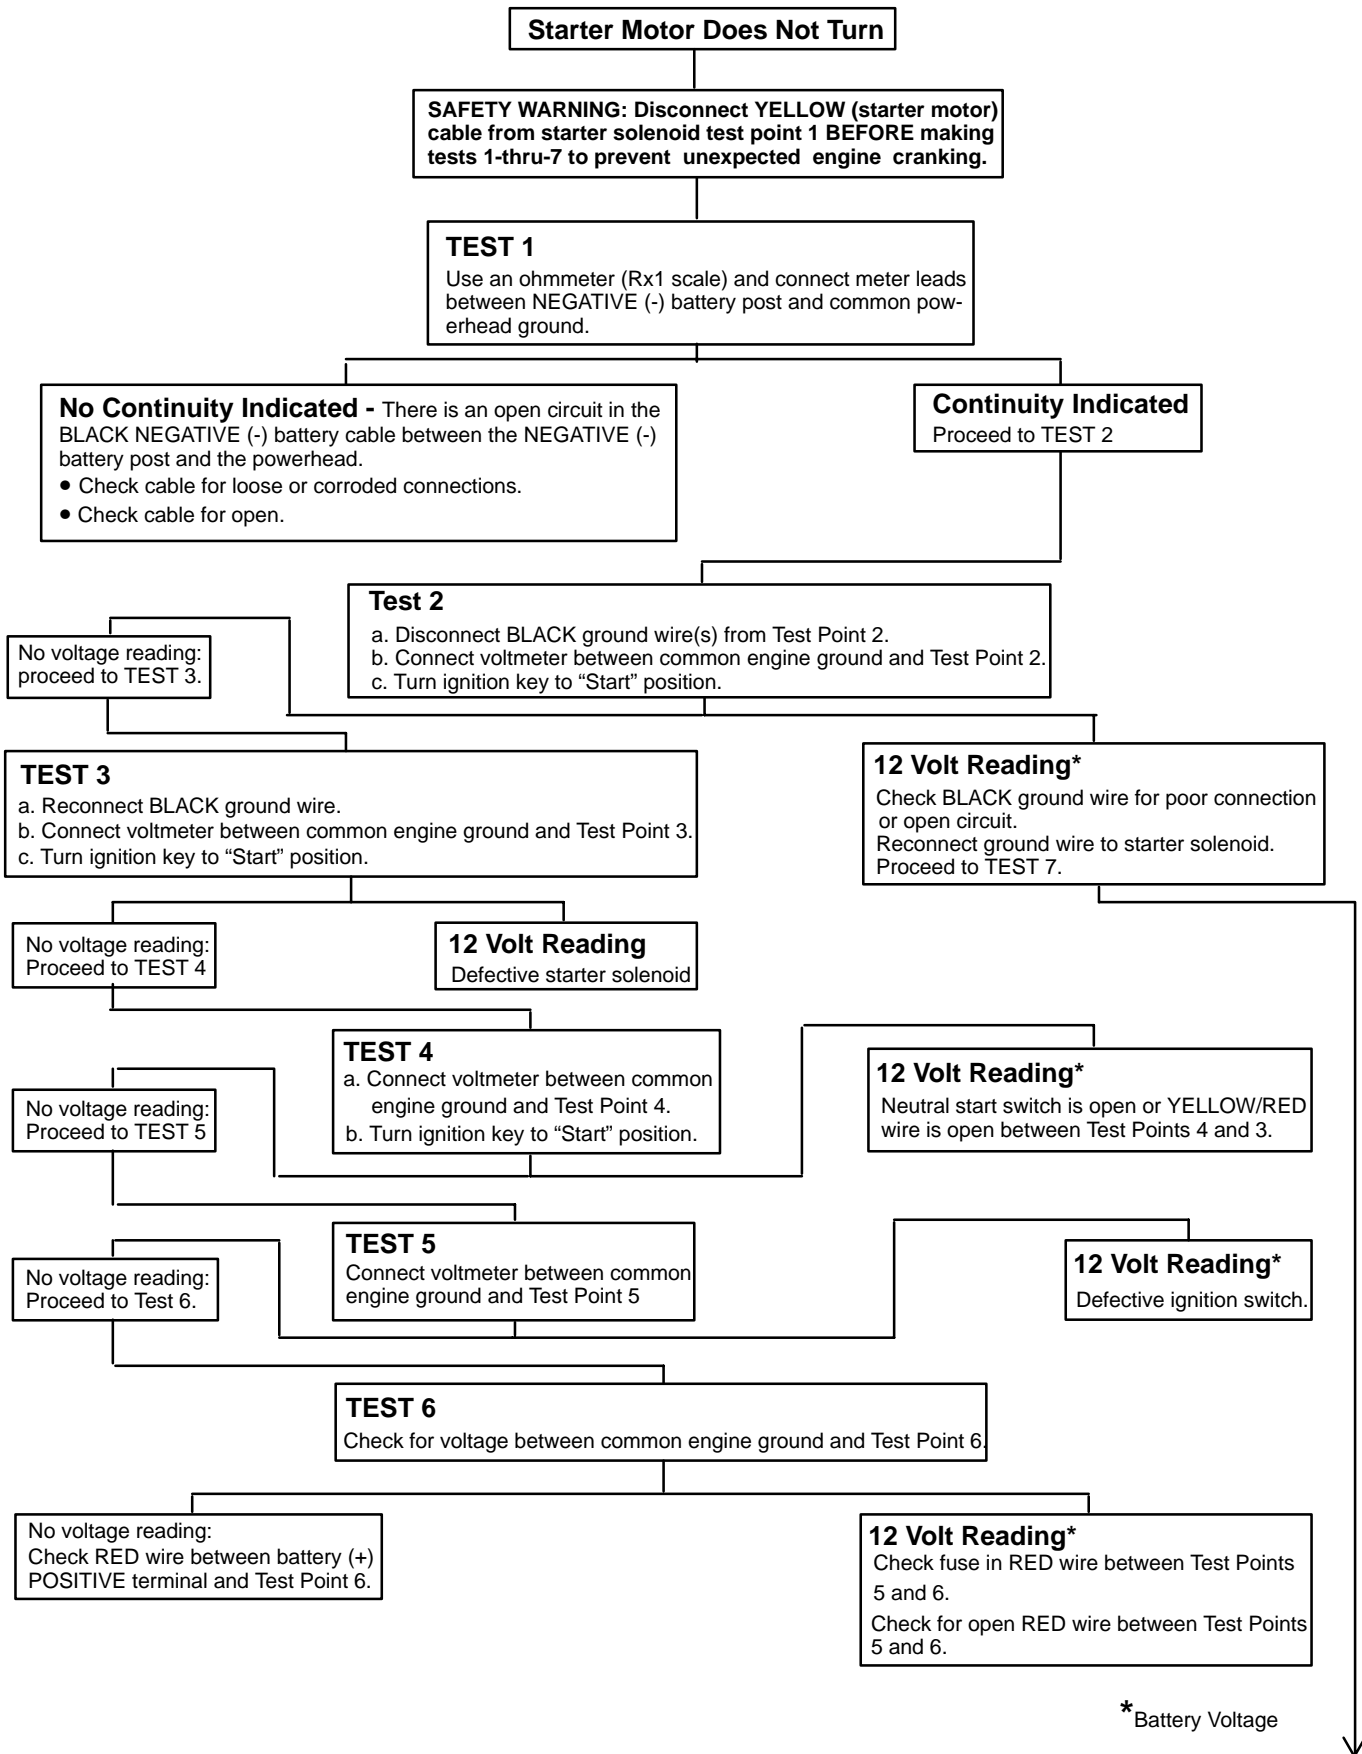 Starter Motor Does Not Turn
SAFETY WARNING: Disconnect YELLOW (starter motor)
cable from starter solenoid test point 1 BEFORE making
tests 1-thru-7 to prevent unexpected engine cranking.
TEST 1
Use an ohmmeter (Rx1 scale) and connect meter leads
between NEGATIVE (-) battery post and common pow-
erhead ground.
No Continuity Indicated - There is an open circuit in the
BLACK NEGATIVE (-) battery cable between the NEGATIVE (-)
battery post and the powerhead.
• Check cable for loose or corroded connections.
• Check cable for open.
Continuity Indicated
Proceed to TEST 2
Test 2
a. Disconnect BLACK ground wire(s) from Test Point 2.
b. Connect voltmeter between common engine ground and Test Point 2.
c. Turn ignition key to “Start” position.
No voltage reading:
proceed to TEST 3.
TEST 3
a. Reconnect BLACK ground wire.
b. Connect voltmeter between common engine ground and Test Point 3.
c. Turn ignition key to “Start” position.
12 Volt Reading*
Check BLACK ground wire for poor connection
or open circuit.
Reconnect ground wire to starter solenoid.
Proceed to TEST 7.
No voltage reading:
Proceed to TEST 4
12 Volt Reading
Defective starter solenoid
TEST 4
a. Connect voltmeter between common
engine ground and Test Point 4.
b. Turn ignition key to “Start” position.
12 Volt Reading*
Neutral start switch is open or YELLOW/RED
wire is open between Test Points 4 and 3.
No voltage reading:
Proceed to TEST 5
TEST 5
Connect voltmeter between common
engine ground and Test Point 5
12 Volt Reading*
Defective ignition switch.
No voltage reading:
Proceed to Test 6.
TEST 6
Check for voltage between common engine ground and Test Point 6.
No voltage reading:
Check RED wire between battery (+)
POSITIVE terminal and Test Point 6.
12 Volt Reading*
Check fuse in RED wire between Test Points
5 and 6.
Check for open RED wire between Test Points
5 and 6.
*Battery Voltage